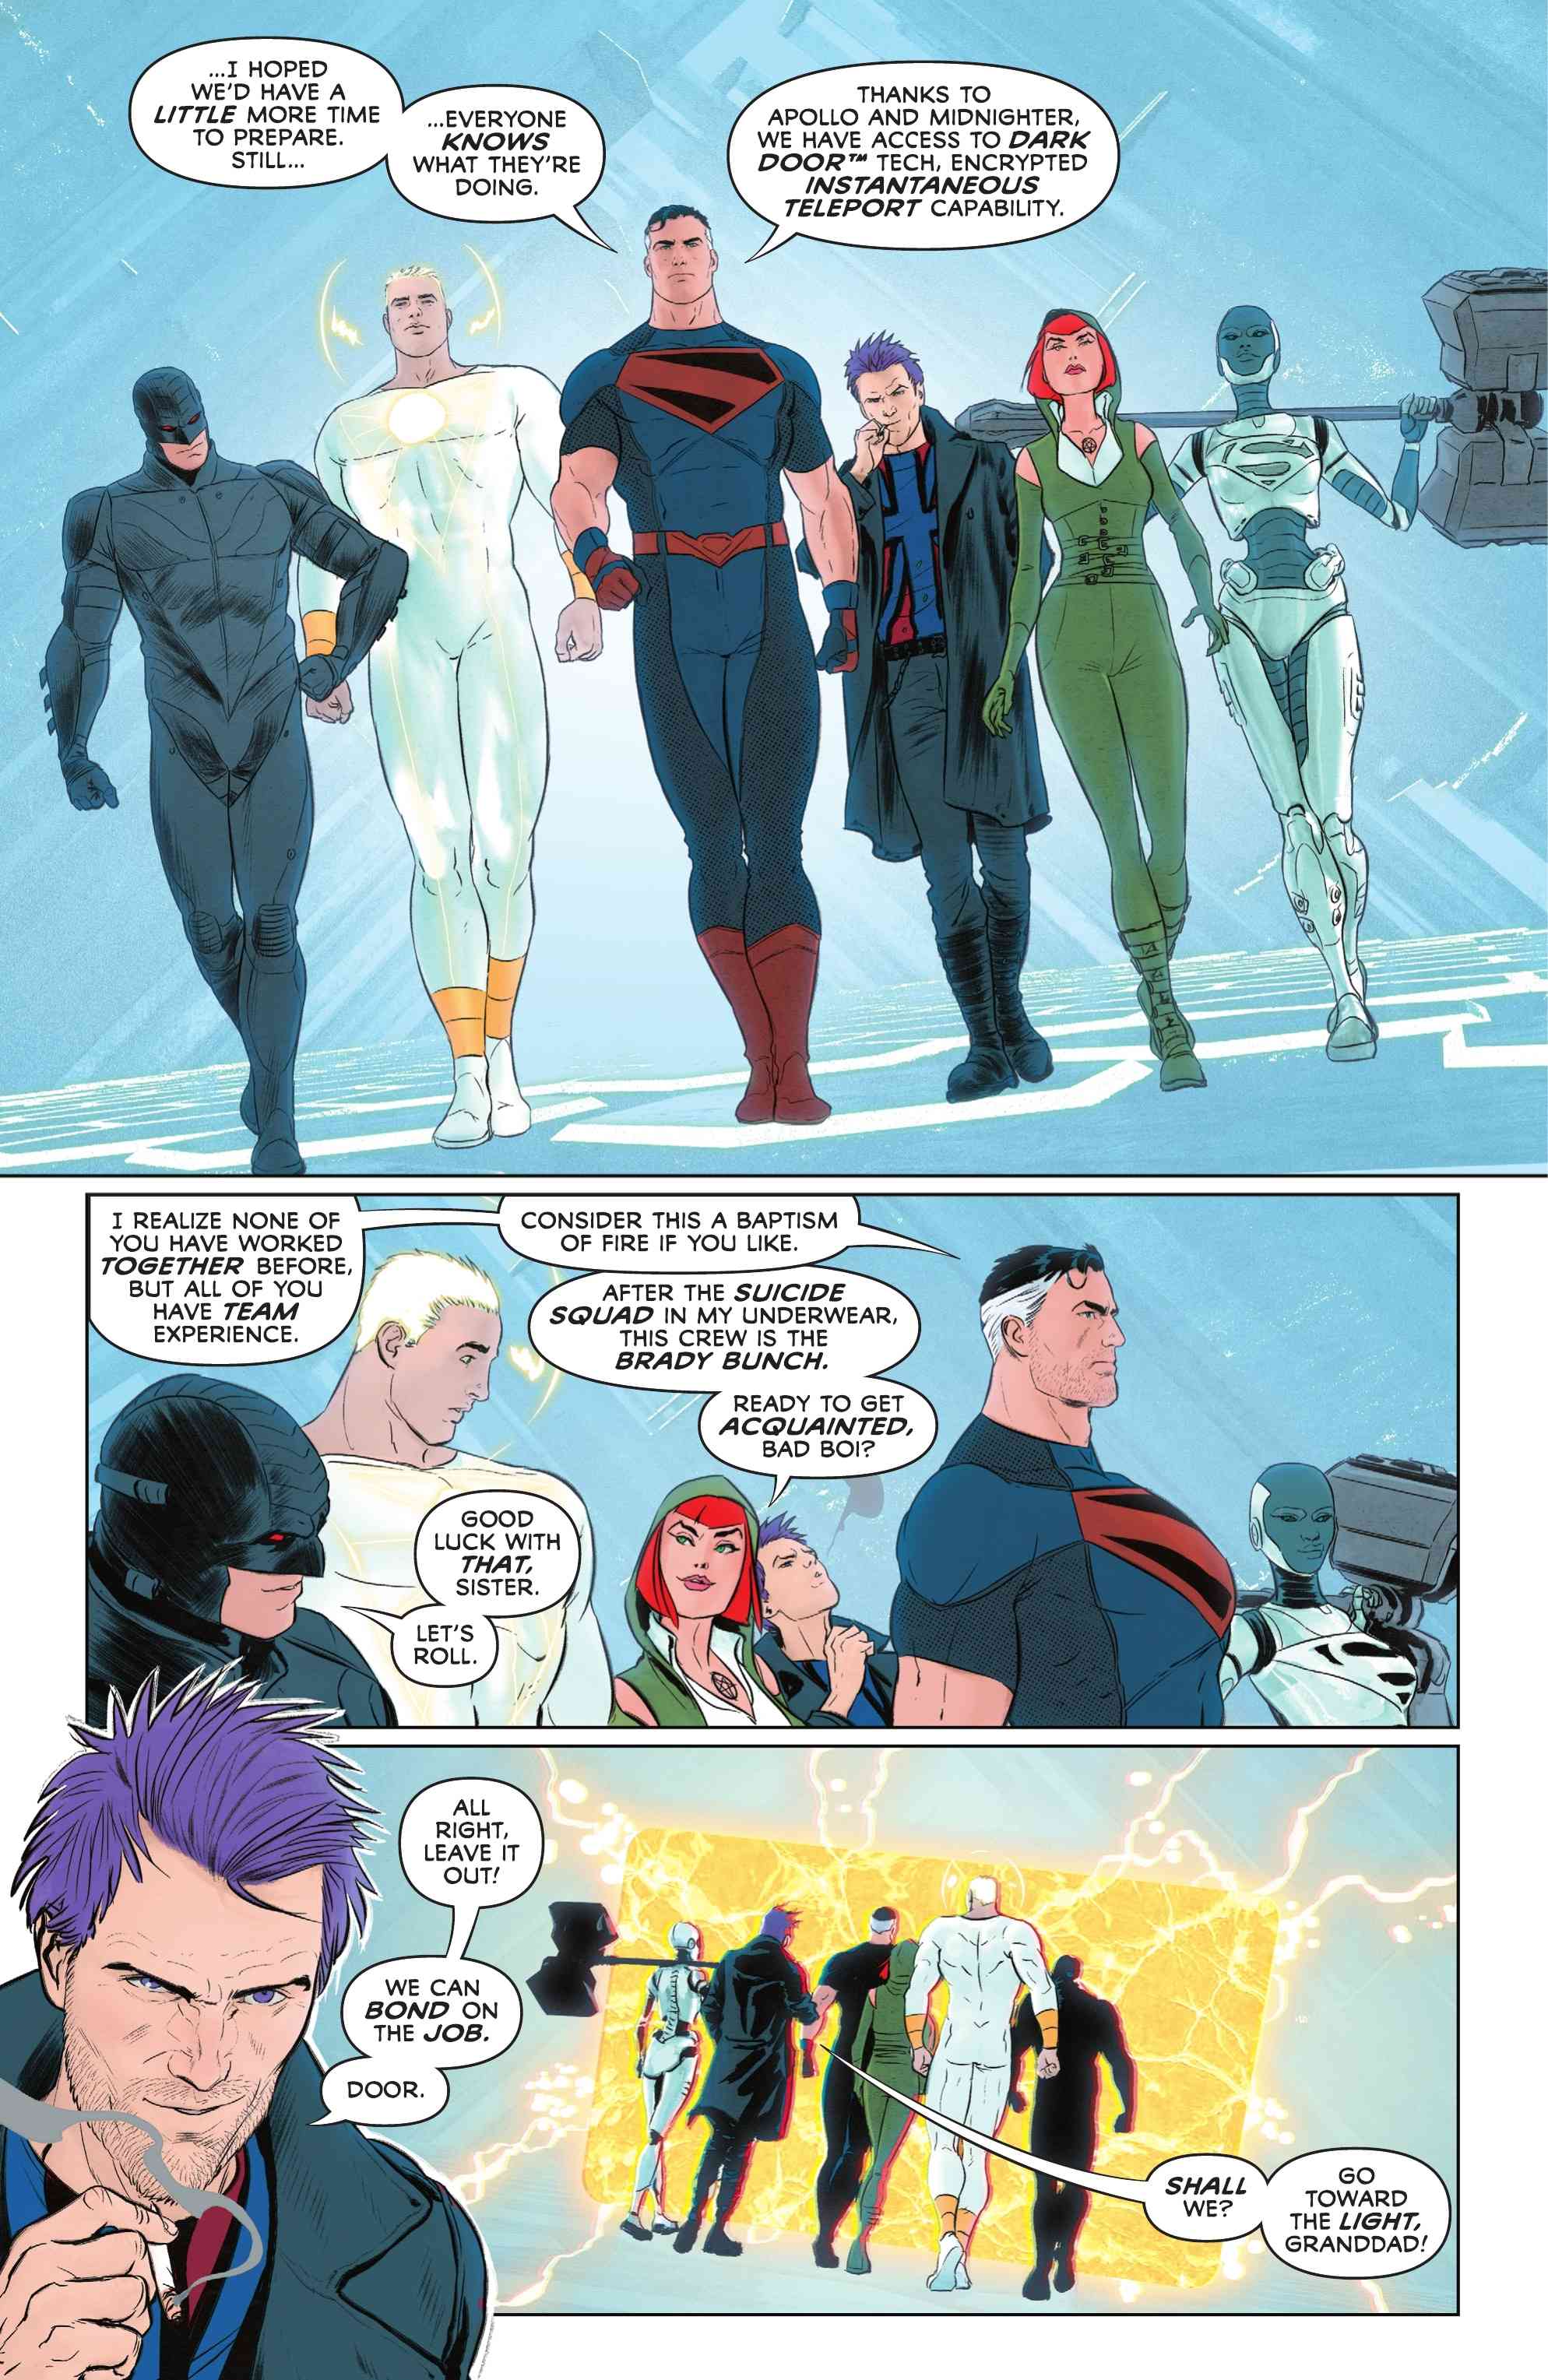 ...I HOPED
WE'D HAVE A
LITTLE MORE TIME
TO PREPARE.
STILL...
...EVERYONE
KNOWS
WHAT THEY'RE
DOING.
THANKS TO
APOLLO AND MIDNIGHTER,
WE HAVE ACCESS TO DARK
DOOR™ TECH, ENCRYPTED
INSTANTANEOUS
TELEPORT CAPABILITY.
I REALIZE NONE OF
YOU HAVE WORKED
TOGETHER BEFORE,
BUT ALL OF YOU
HAVE TEAM
EXPERIENCE.
CONSIDER THIS A BAPTISM
OF FIRE IF YOU LIKE.
AFTER THE SUICIDE
SQUAD IN MY UNDERWEAR,
THIS CREW IS THE
BRADY BUNCH.
READY TO GET
ACQUAINTED,
BAD BOI?
GOOD
LUCK WITH
THAT,
SISTER.
LET'S
ROLL.
ALL
RIGHT,
LEAVE IT
OUT!
WE CAN
BOND ON
THE JOB.
DOOR.
SHALL
WE?
GO
TOWARD
THE LIGHT,
GRANDDAD!